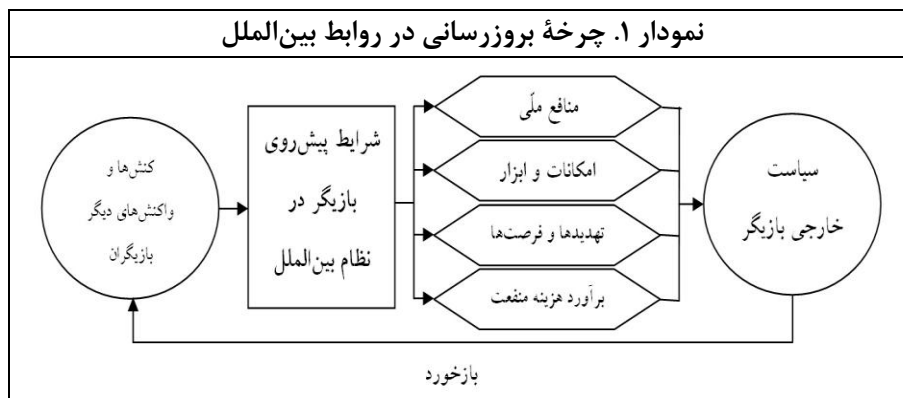 نمودار ۱. چرخهٔ بروزرسانی در روابط بین‌الملل
کنش‌ها و
واکنش‌های دیگر
بازیگران
شرایط پیش‌روی
بازیگر در
نظام بین‌الملل
منافع ملّی
امکانات و ابزار
تهدیدها و فرصت‌ها
برآورد هزینه منفعت
سیاست
خارجی بازیگر
بازخورد